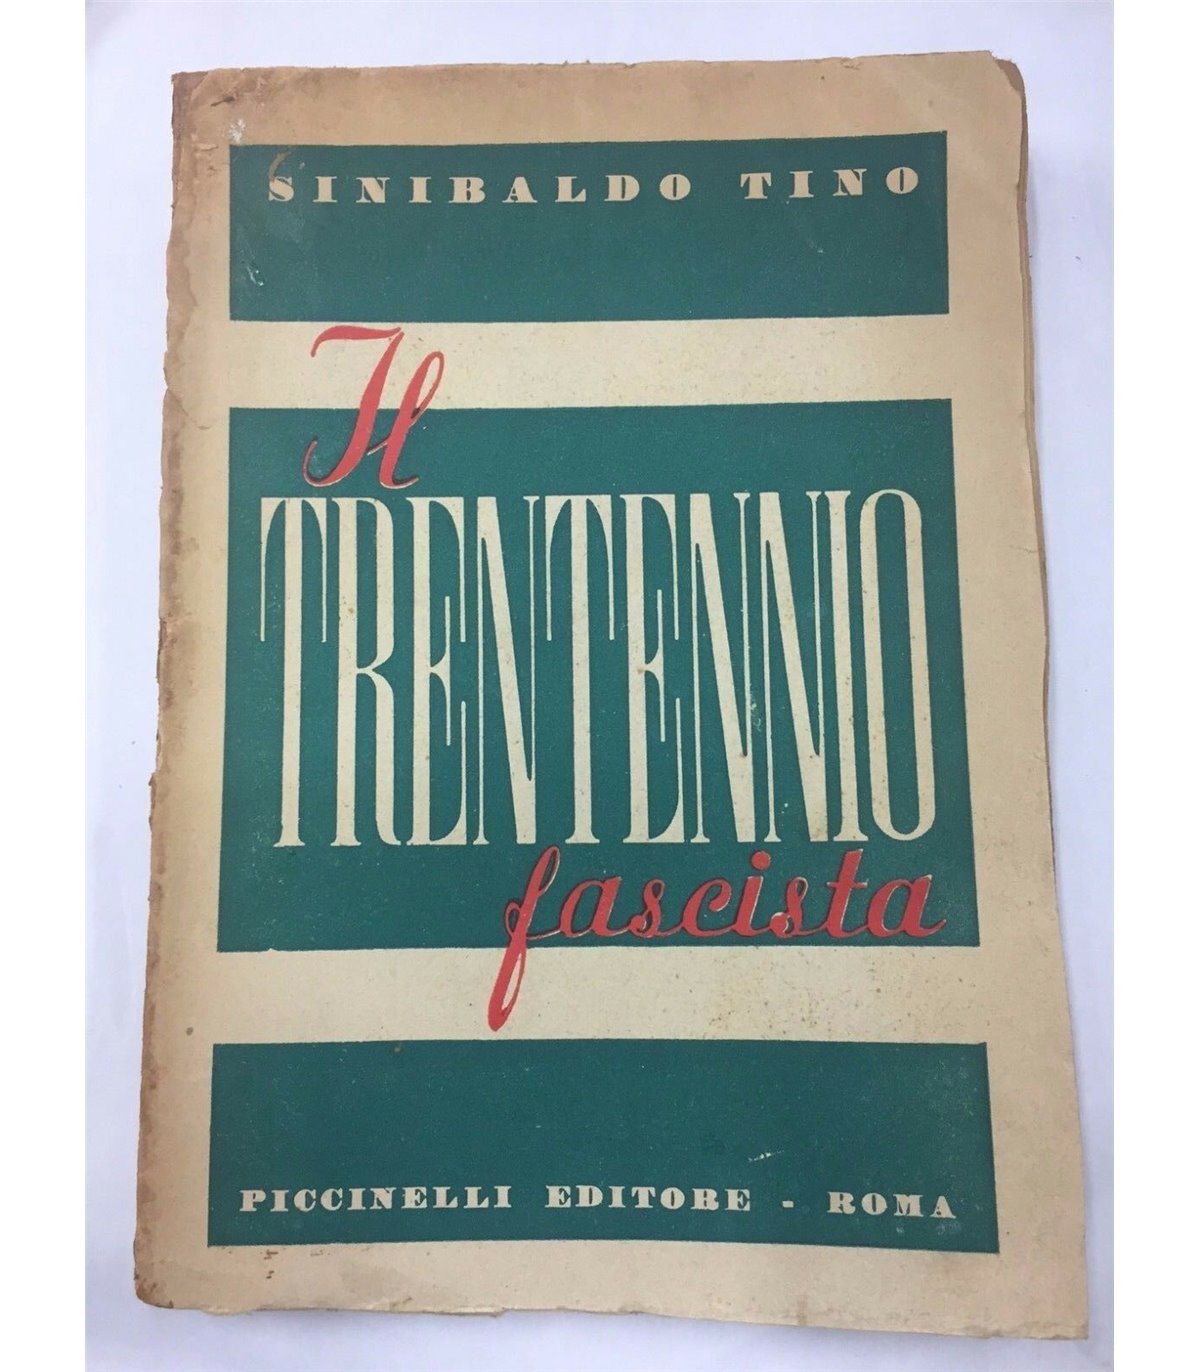 SINIBALDO TINO
Il
TRENTENNIO
fascista
PICCINELLI EDITORE - ROMA